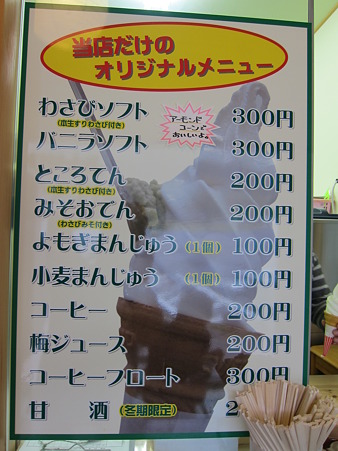 当店だけの
オリジナルメニュー
わさびソフト 300円
(本生すりわさび付き)
アーモンド
コーンで
おいしいよ。
バニラソフト 300円
ところてん 200円
(本生すりわさび付き)
みそおでん 200円
(わさびみそ付き)
よもぎまんじゅう (1個) 100円
小麦まんじゅう (1個) 100円
コーヒー 200円
梅ジュース 200円
コーヒーフロート 300円
甘酒 (冬期限定) 2